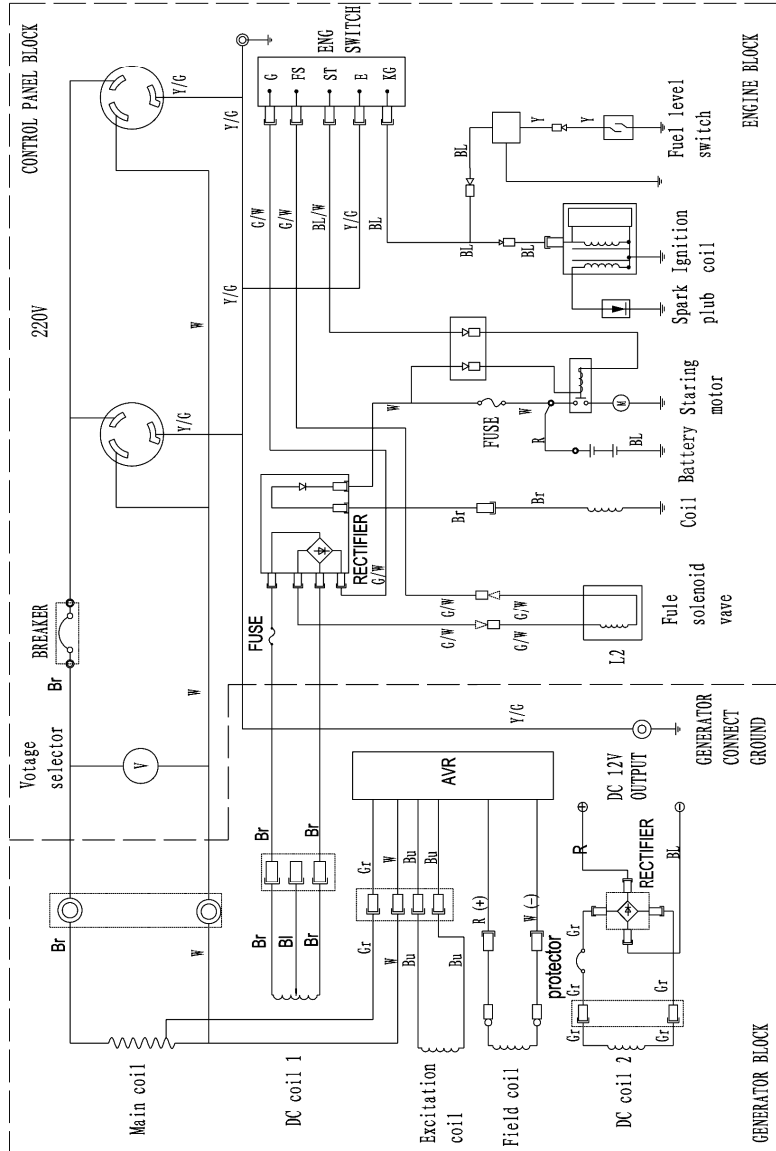 CONTROL PANEL BLOCK
220V
Votage
selector
BREAKER
Br
V
W
W
Y/G
Y/G
Y/G
Y/G
ENG
SWITCH
G
FS
ST
E
KG
G/W
G/W
BL/W
Y/G
BL
FUSE
RECTIFIER
G/W
Br
Br
W
FUSE
W
R
BL
M
BL
BL
BL
BL
Y
Y
G/W
G/W
G/W
G/W
L2
Fule
solenoid
vave
Coil
Battery
Staring
motor
Spark
plub
Ignition
coil
Fuel level
switch
ENGINE BLOCK
Br
W
Main coil
Br
Bl
Br
Br
Br
DC coil 1
AVR
Gr
W
Bu
Bu
Gr
W
Bu
Bu
Excitation
coil
R (+)
W (-)
Field coil
protector
Gr
Gr
Gr
Gr
Gr
DC coil 2
RECTIFIER
R
BL
DC 12V
OUTPUT
Y/G
GENERATOR
CONNECT
GROUND
GENERATOR BLOCK